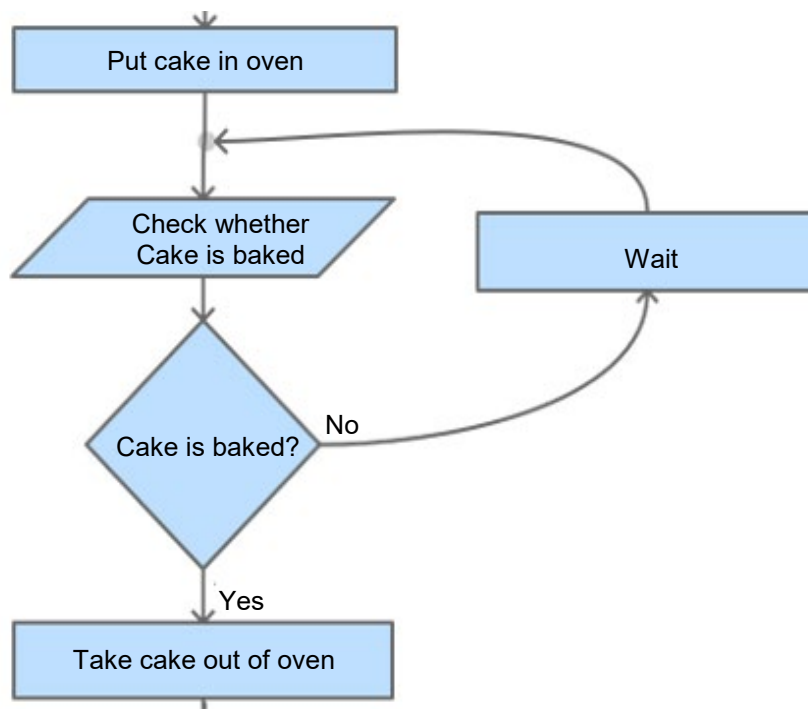 Put cake in oven
Check whether
Cake is baked
Wait
Cake is baked?
No
Yes
Take cake out of oven